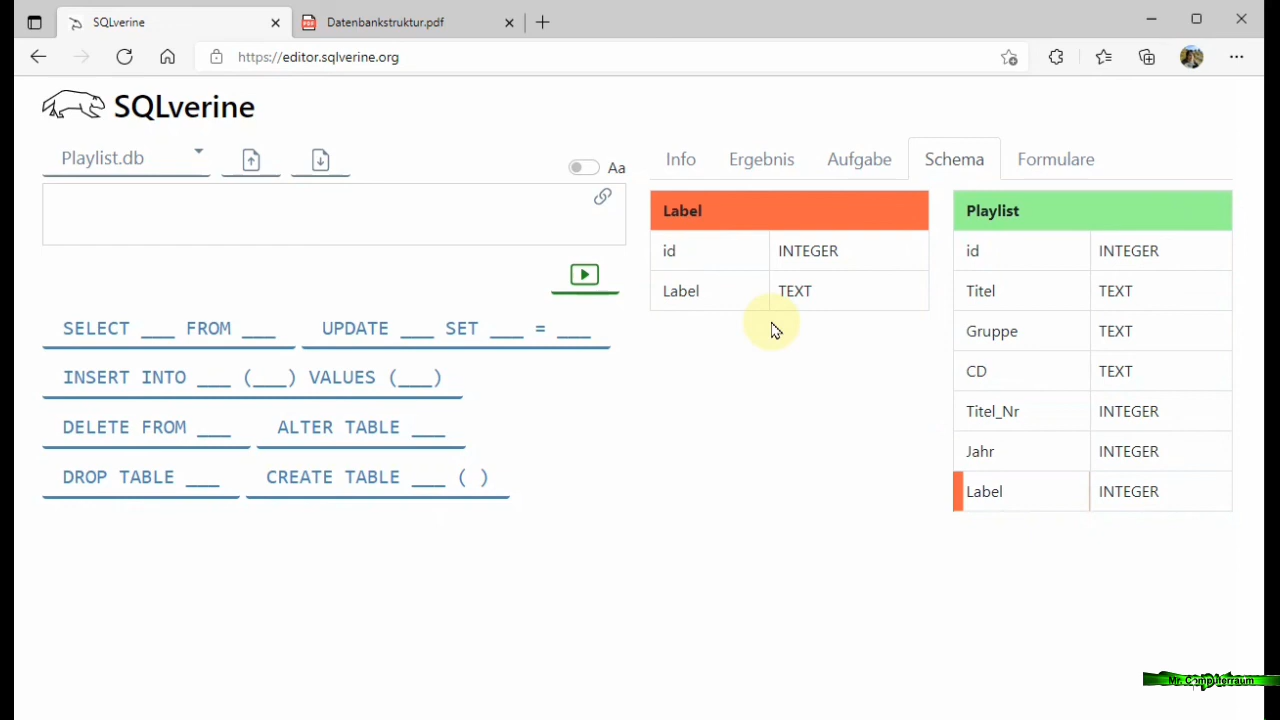 SQLverine
Datenbankstruktur.pdf
https://editor.sqlverine.org
SQLverine
Playlist.db
Aa
SELECT ___ FROM ___
UPDATE ___ SET ___ = ___
INSERT INTO ___ (___) VALUES (___)
DELETE FROM ___
ALTER TABLE ___
DROP TABLE ___
CREATE TABLE ___ ( )
Info
Ergebnis
Aufgabe
Schema
Formulare
Label
id INTEGER
Label TEXT
Playlist
id INTEGER
Titel TEXT
Gruppe TEXT
CD TEXT
Titel_Nr INTEGER
Jahr INTEGER
Label INTEGER
Mr. Computerraum